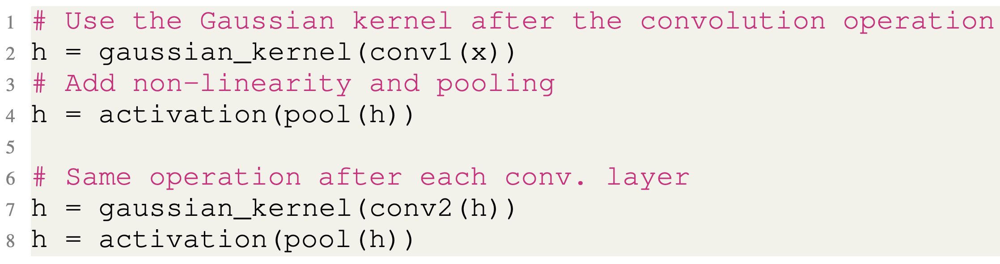 1 # Use the Gaussian kernel after the convolution operation
2 h = gaussian_kernel(conv1(x))
3 # Add non-linearity and pooling
4 h = activation(pool(h))
5
6 # Same operation after each conv. layer
7 h = gaussian_kernel(conv2(h))
8 h = activation(pool(h))